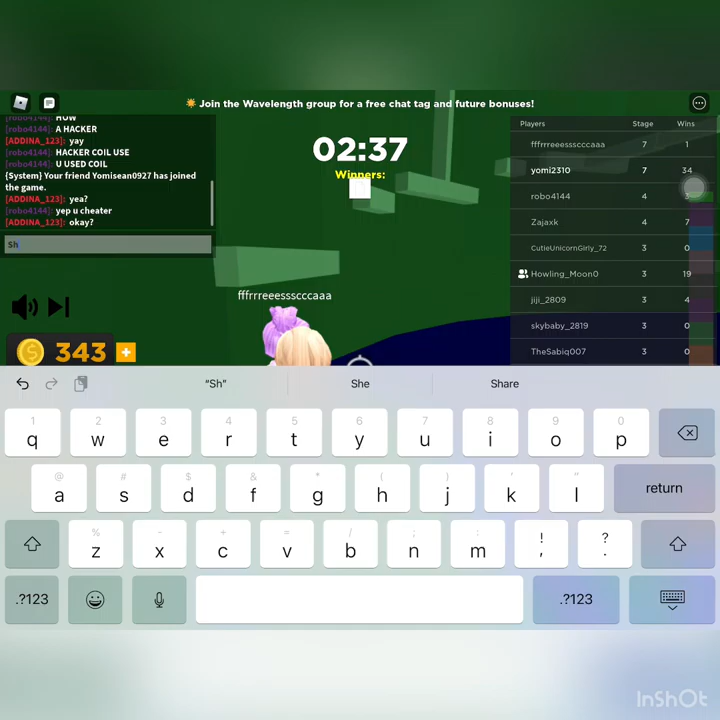 ☀ Join the Wavelength group for a free chat tag and future bonuses!
[robo4144]: HOW
[robo4144]: A HACKER
[ADDINA_123]: yay
[robo4144]: HACKER COIL USE
[robo4144]: U USED COIL
{System} Your friend Yomisean0927 has joined
the game.
[ADDINA_123]: yea?
[robo4144]: yep u cheater
[ADDINA_123]: okay?
Sh
02:37
Winners:
Players Stage Wins
fffrrreeessscccaaa 7 1
yomi2310 7 34
robo4144 4
Zajaxk 4 7
CutieUnicornGirly_72 3 0
Howling_Moon0 3 19
jiji_2809 3 4
skybaby_2819 3 0
TheSabiq007 3 0
fffrrreeessscccaaa
343
“Sh” She Share
1 2 3 4 5 6 7 8 9 0
q w e r t y u i o p
@ # $ & * ( ) ' "
a s d f g h j k l return
% - + = / ; : ! ?
z x c v b n m , .
.?123 .?123
InShOt